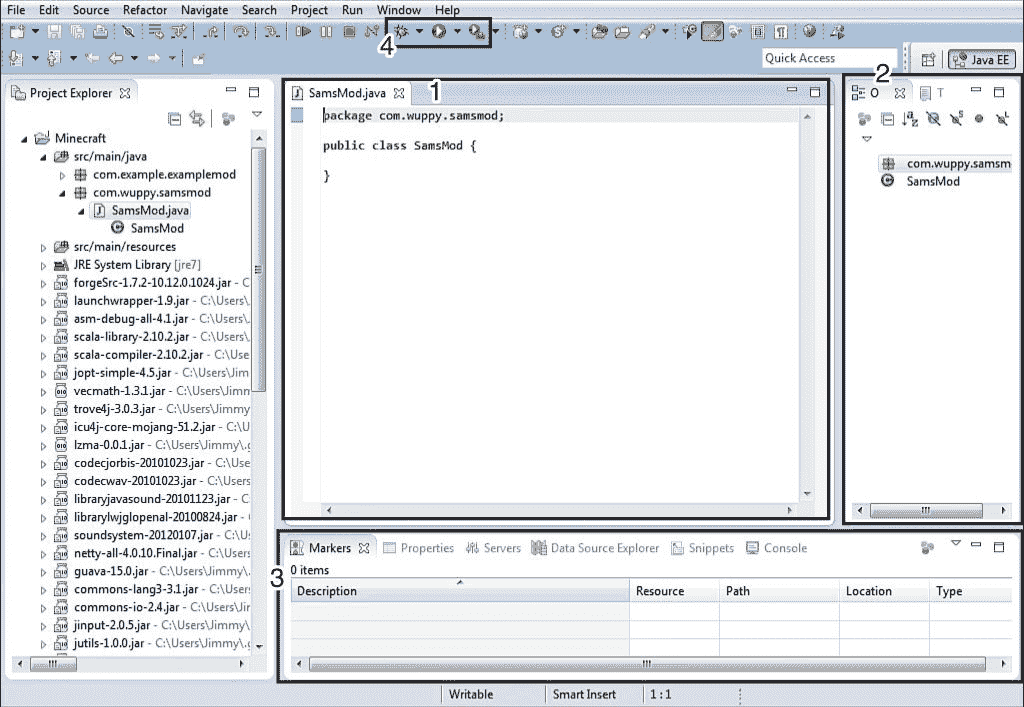 File Edit Source Refactor Navigate Search Project Run Window Help
4
Quick Access
Java EE
Project Explorer
SamsMod.java
1
2
O
T
Minecraft
src/main/java
com.example.examplemod
com.wuppy.samsmod
SamsMod.java
SamsMod
src/main/resources
JRE System Library [jre7]
forgeSrc-1.7.2-10.12.0.1024.jar - C
launchwrapper-1.9.jar - C:\Users\.
asm-debug-all-4.1.jar - C:\Users\.
scala-library-2.10.2.jar - C:\Users\.
scala-compiler-2.10.2.jar - C:\Use
jopt-simple-4.5.jar - C:\Users\Jim
vecmath-1.3.1.jar - C:\Users\Jimm
trove4j-3.0.3.jar - C:\Users\Jimmy
icu4j-core-mojang-51.2.jar - C:\Us
lzma-0.0.1.jar - C:\Users\Jimmy\.g
codecjorbis-20101023.jar - C:\Use
codecwav-20101023.jar - C:\Users
libraryjavasound-20101123.jar - C:
librarylwjglopenal-20100824.jar -
soundsystem-20120107.jar - C:\Us
netty-all-4.0.10.Final.jar - C:\Users
guava-15.0.jar - C:\Users\Jimmy\.
commons-lang3-3.1.jar - C:\Users
commons-io-2.4.jar - C:\Users\Jir
jinput-2.0.5.jar - C:\Users\Jimmy\.
jutils-1.0.0.jar - C:\Users\Jimmy\.g
package com.wuppy.samsmod;
public class SamsMod {
}
com.wuppy.samsm
SamsMod
3
Markers Properties Servers Data Source Explorer Snippets Console
0 items
Description Resource Path Location Type
Writable Smart Insert 1:1